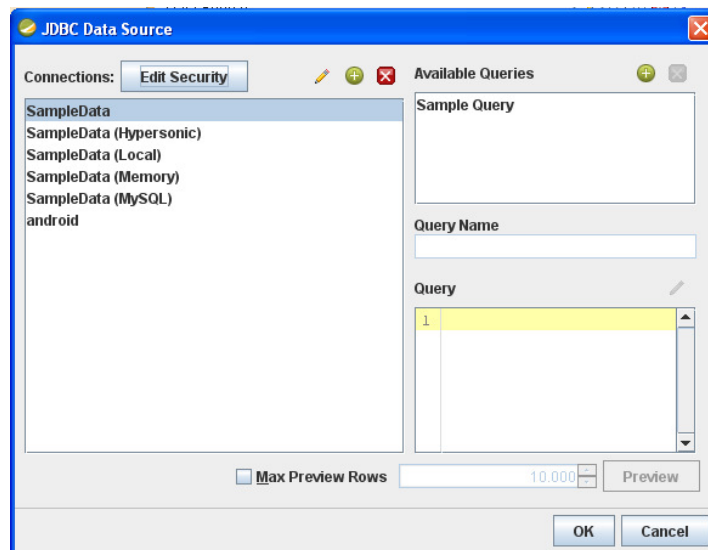 JDBC Data Source
Connections:
Edit Security
SampleData
SampleData (Hypersonic)
SampleData (Local)
SampleData (Memory)
SampleData (MySQL)
android
Available Queries
Sample Query
Query Name
Query
1
Max Preview Rows
10.000
Preview
OK
Cancel